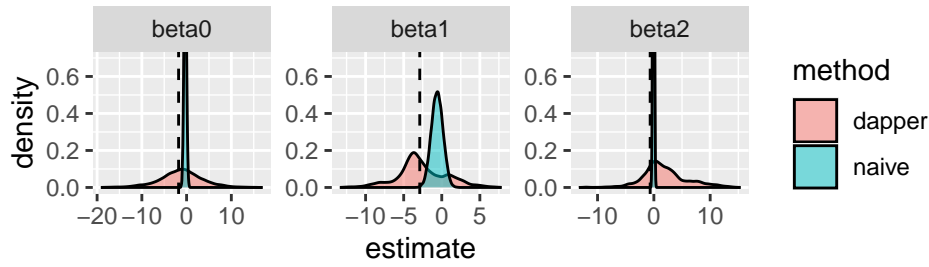 beta0 beta1 beta2
density
0.6
0.4
0.2
0.0
−20 −10 0 10
−10 −5 0 5
−10 0 10
estimate
method
dapper
naive